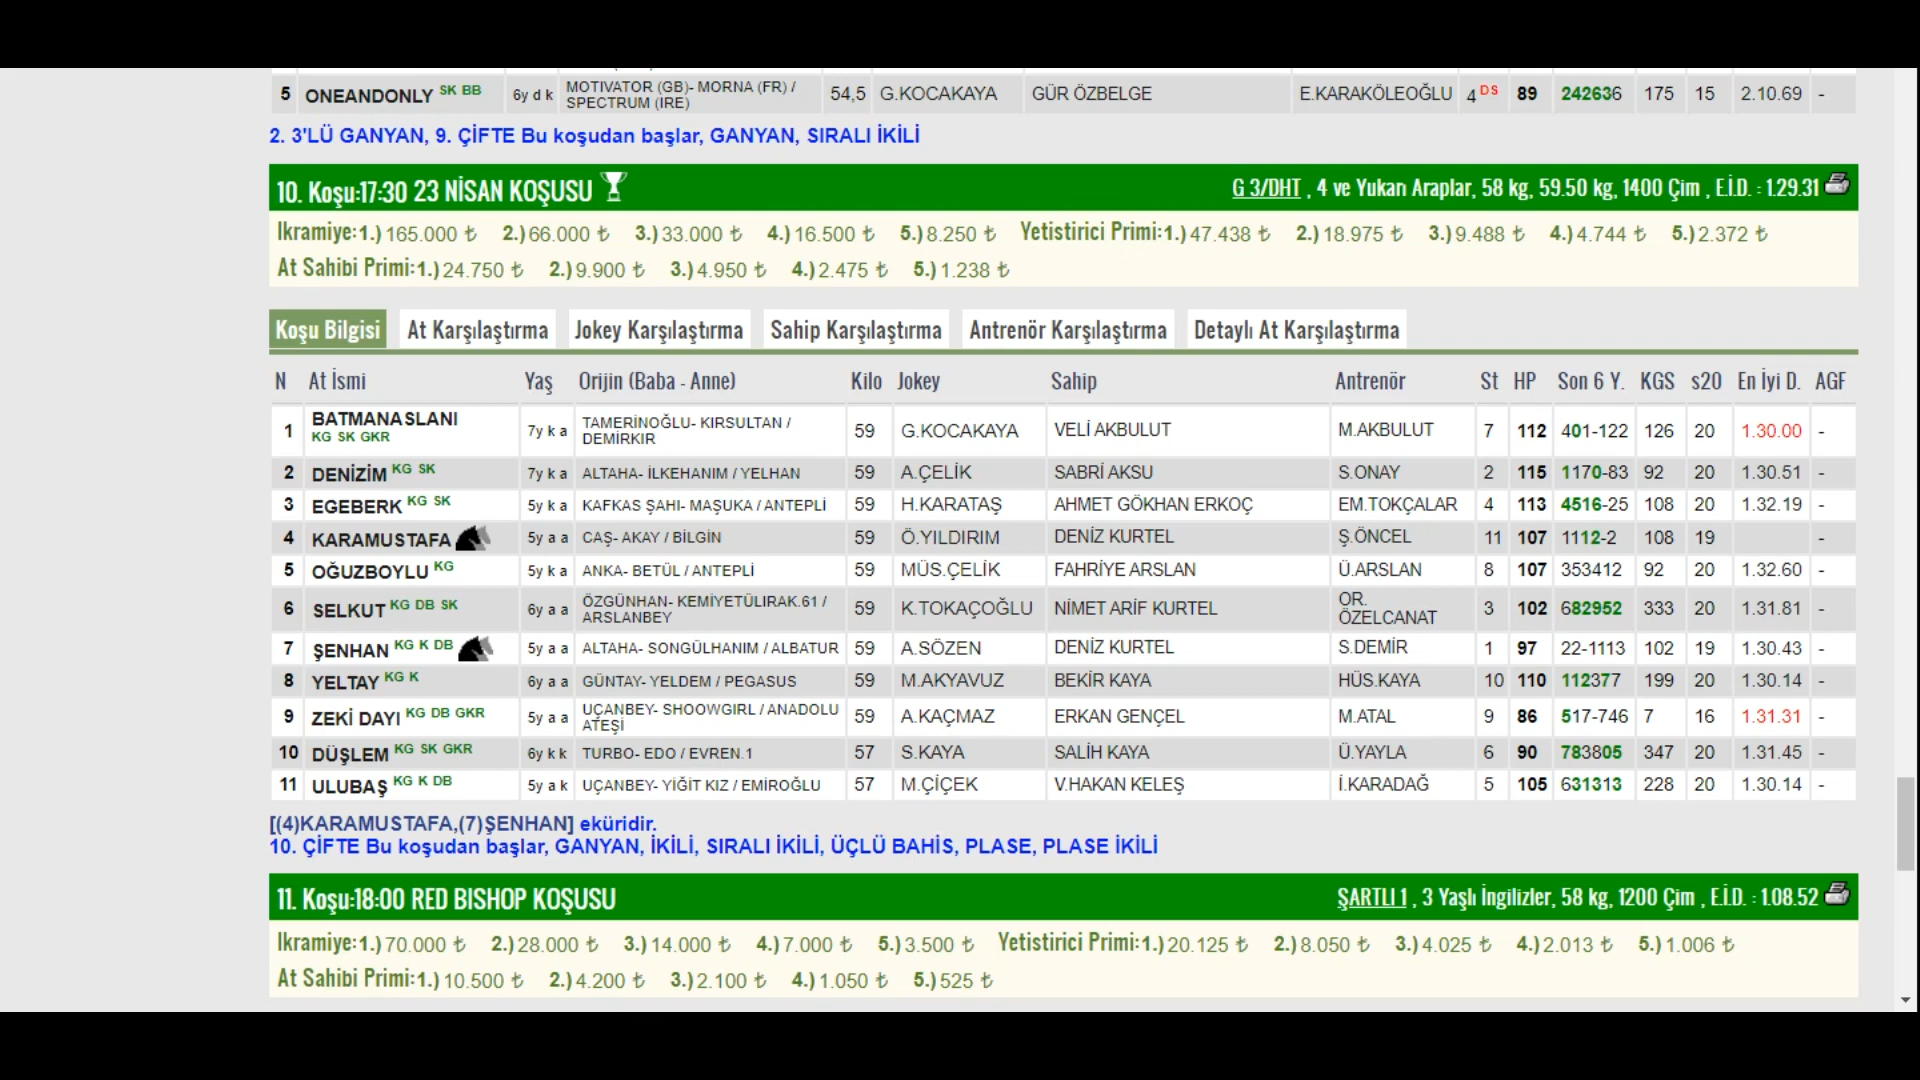 5 ONEANDONLY SK BB 6y d k MOTIVATOR (GB)- MORNA (FR) / SPECTRUM (IRE) 54,5 G.KOCAKAYA GÜR ÖZBELGE E.KARAKÖLEOĞLU 4 DS 89 242636 175 15 2.10.69 -
2. 3'LÜ GANYAN, 9. ÇİFTE Bu koşudan başlar, GANYAN, SIRALI İKİLİ
10. Koşu:17:30 23 NİSAN KOŞUSU G 3/DHT , 4 ve Yukarı Araplar, 58 kg, 59.50 kg, 1400 Çim , E.İ.D. : 1.29.31
Ikramiye:1.) 165.000 ₺ 2.) 66.000 ₺ 3.) 33.000 ₺ 4.) 16.500 ₺ 5.) 8.250 ₺ Yetistirici Primi:1.) 47.438 ₺ 2.) 18.975 ₺ 3.) 9.488 ₺ 4.) 4.744 ₺ 5.) 2.372 ₺
At Sahibi Primi:1.) 24.750 ₺ 2.) 9.900 ₺ 3.) 4.950 ₺ 4.) 2.475 ₺ 5.) 1.238 ₺
Koşu Bilgisi At Karşılaştırma Jokey Karşılaştırma Sahip Karşılaştırma Antrenör Karşılaştırma Detaylı At Karşılaştırma
N At İsmi Yaş Orijin (Baba - Anne) Kilo Jokey Sahip Antrenör St HP Son 6 Y. KGS s20 En İyi D. AGF
1 BATMANASLANI KG SK GKR 7y k a TAMERİNOĞLU- KIRSULTAN / DEMİRKIR 59 G.KOCAKAYA VELİ AKBULUT M.AKBULUT 7 112 401-122 126 20 1.30.00 -
2 DENİZİM KG SK 7y k a ALTAHA- İLKEHANIM / YELHAN 59 A.ÇELİK SABRİ AKSU S.ONAY 2 115 1170-83 92 20 1.30.51 -
3 EGEBERK KG SK 5y k a KAFKAS ŞAHI- MAŞUKA / ANTEPLİ 59 H.KARATAŞ AHMET GÖKHAN ERKOÇ EM.TOKÇALAR 4 113 4516-25 108 20 1.32.19 -
4 KARAMUSTAFA 5y a a CAŞ- AKAY / BİLGİN 59 Ö.YILDIRIM DENİZ KURTEL Ş.ÖNCEL 11 107 1112-2 108 19 -
5 OĞUZBOYLU KG 5y k a ANKA- BETÜL / ANTEPLİ 59 MÜS.ÇELİK FAHRİYE ARSLAN Ü.ARSLAN 8 107 353412 92 20 1.32.60 -
6 SELKUT KG DB SK 6y a a ÖZGÜNHAN- KEMİYETÜLIRAK.61 / ARSLANBEY 59 K.TOKAÇOĞLU NİMET ARİF KURTEL OR. ÖZELCANAT 3 102 682952 333 20 1.31.81 -
7 ŞENHAN KG K DB 5y a a ALTAHA- SONGÜLHANIM / ALBATUR 59 A.SÖZEN DENİZ KURTEL S.DEMİR 1 97 22-1113 102 19 1.30.43 -
8 YELTAY KG K 6y a a GÜNTAY- YELDEM / PEGASUS 59 M.AKYAVUZ BEKİR KAYA HÜS.KAYA 10 110 112377 199 20 1.30.14 -
9 ZEKİ DAYI KG DB GKR 5y a a UÇANBEY- SHOOWGIRL / ANADOLU ATEŞİ 59 A.KAÇMAZ ERKAN GENÇEL M.ATAL 9 86 517-746 7 16 1.31.31 -
10 DÜŞLEM KG SK GKR 6y k k TURBO- EDO / EVREN.1 57 S.KAYA SALİH KAYA Ü.YAYLA 6 90 783805 347 20 1.31.45 -
11 ULUBAŞ KG K DB 5y a k UÇANBEY- YİĞİT KIZ / EMİROĞLU 57 M.ÇİÇEK V.HAKAN KELEŞ İ.KARADAĞ 5 105 631313 228 20 1.30.14 -
[(4)KARAMUSTAFA,(7)ŞENHAN] eküridir.
10. ÇİFTE Bu koşudan başlar, GANYAN, İKİLİ, SIRALI İKİLİ, ÜÇLÜ BAHİS, PLASE, PLASE İKİLİ
11. Koşu:18:00 RED BISHOP KOŞUSU ŞARTLI 1 , 3 Yaşlı İngilizler, 58 kg, 1200 Çim , E.İ.D. : 1.08.52
Ikramiye:1.) 70.000 ₺ 2.) 28.000 ₺ 3.) 14.000 ₺ 4.) 7.000 ₺ 5.) 3.500 ₺ Yetistirici Primi:1.) 20.125 ₺ 2.) 8.050 ₺ 3.) 4.025 ₺ 4.) 2.013 ₺ 5.) 1.006 ₺
At Sahibi Primi:1.) 10.500 ₺ 2.) 4.200 ₺ 3.) 2.100 ₺ 4.) 1.050 ₺ 5.) 525 ₺